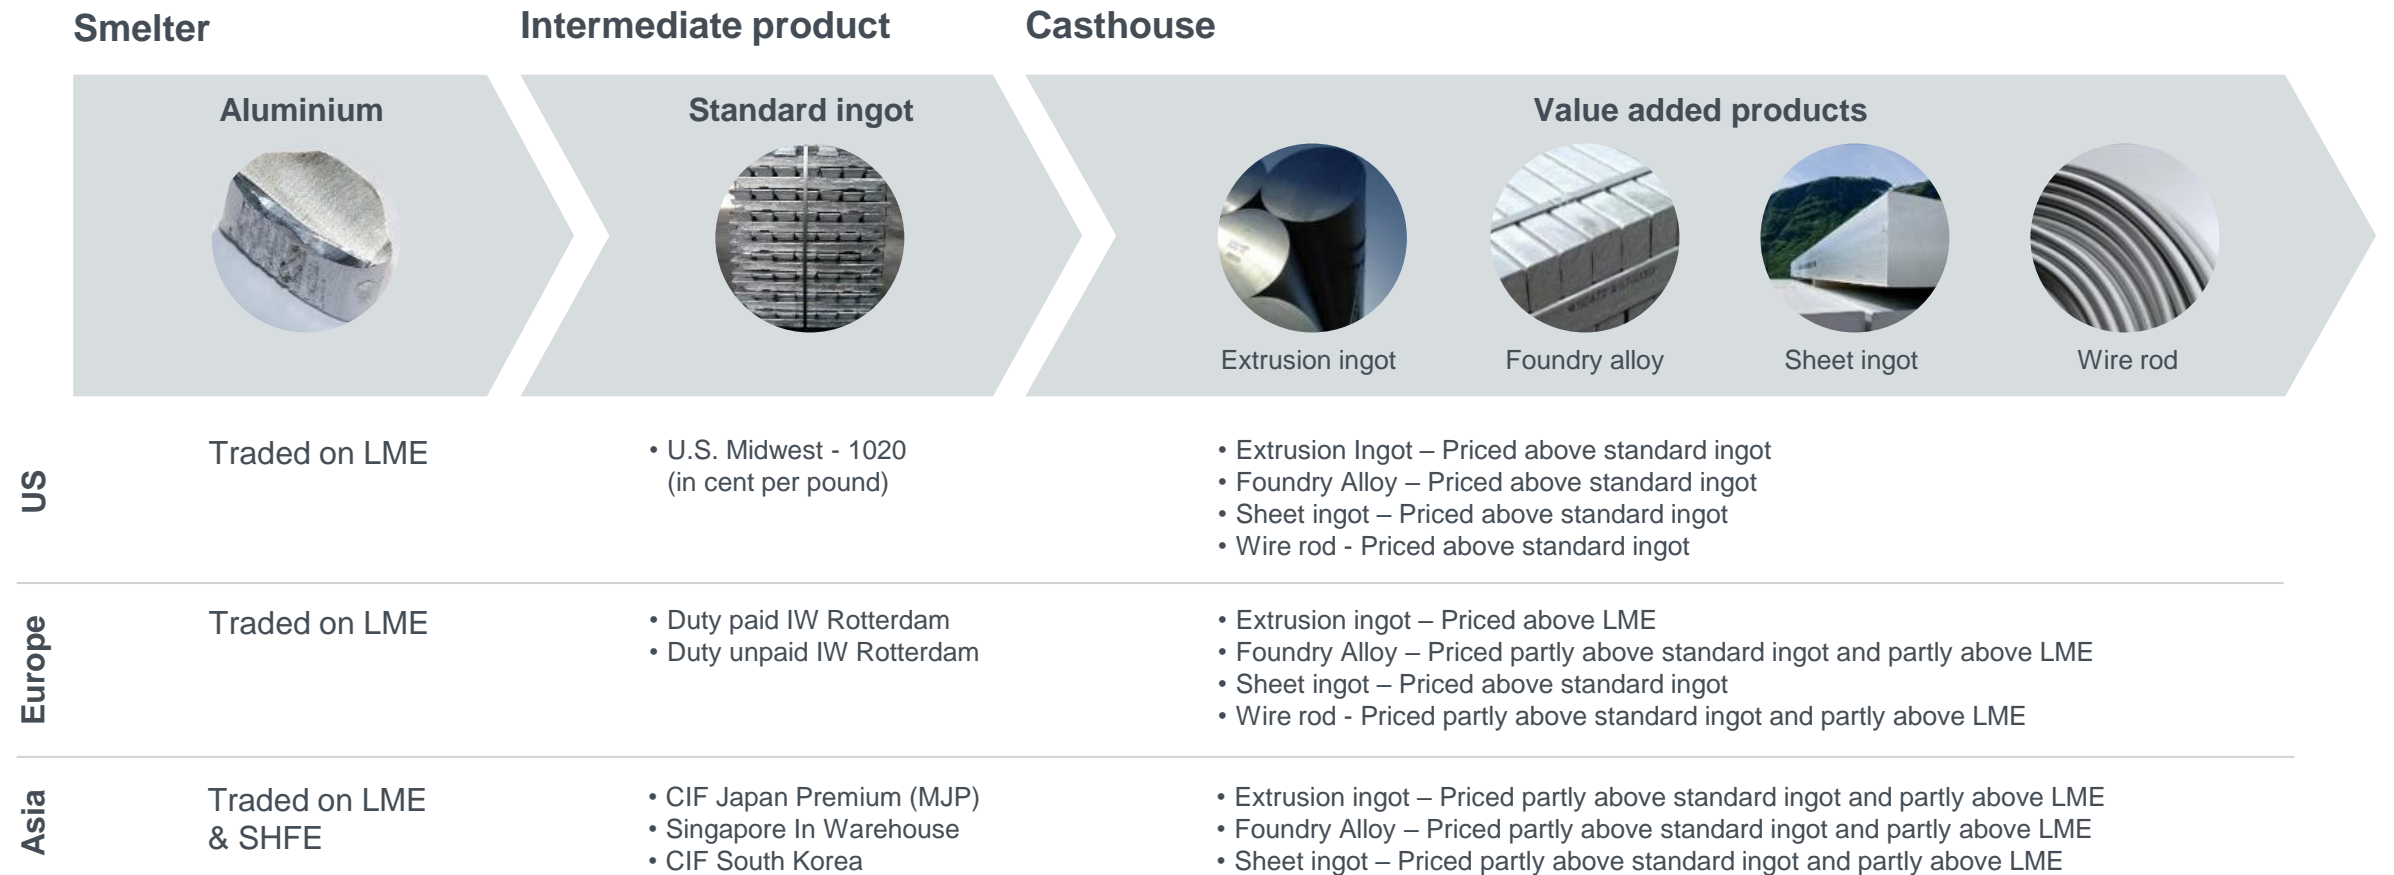 Smelter
Intermediate product
Casthouse
Aluminium
Standard ingot
Value added products
Extrusion ingot
Foundry alloy
Sheet ingot
Wire rod
US
Traded on LME
• U.S. Midwest - 1020
(in cent per pound)
• Extrusion Ingot – Priced above standard ingot
• Foundry Alloy – Priced above standard ingot
• Sheet ingot – Priced above standard ingot
• Wire rod - Priced above standard ingot
Europe
Traded on LME
• Duty paid IW Rotterdam
• Duty unpaid IW Rotterdam
• Extrusion ingot – Priced above LME
• Foundry Alloy – Priced partly above standard ingot and partly above LME
• Sheet ingot – Priced above standard ingot
• Wire rod - Priced partly above standard ingot and partly above LME
Asia
Traded on LME
& SHFE
• CIF Japan Premium (MJP)
• Singapore In Warehouse
• CIF South Korea
• Extrusion ingot – Priced partly above standard ingot and partly above LME
• Foundry Alloy – Priced partly above standard ingot and partly above LME
• Sheet ingot – Priced partly above standard ingot and partly above LME